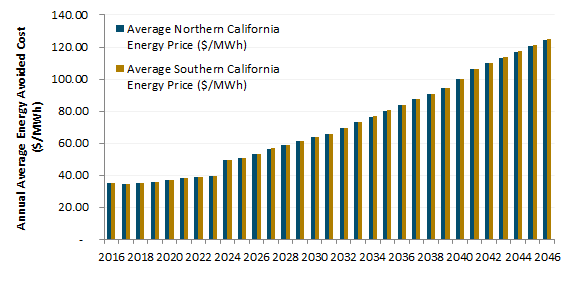 Annual Average Energy Avoided Cost
($/MWh)
140.00
120.00
100.00
80.00
60.00
40.00
20.00
-
Average Northern California
Energy Price ($/MWh)
Average Southern California
Energy Price ($/MWh)
2016 2018 2020 2022 2024 2026 2028 2030 2032 2034 2036 2038 2040 2042 2044 2046